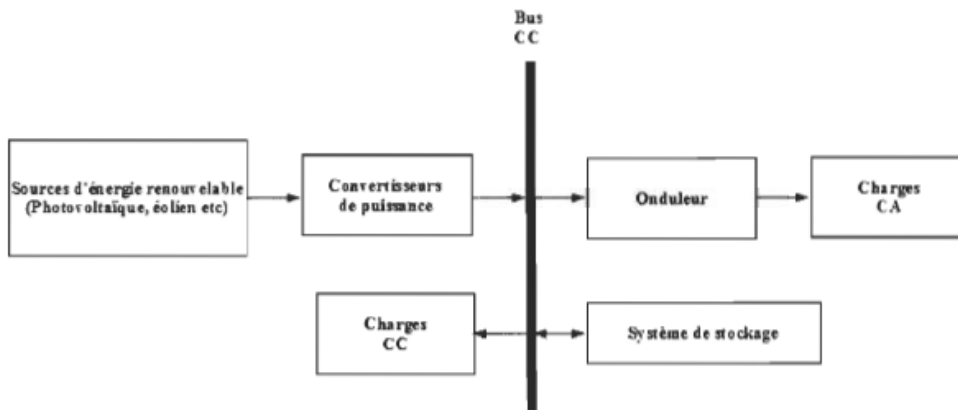 Bus
CC
Sources d'énergie renouvelable
(Photovoltaïque, éolien etc)
Convertisseurs
de puissance
Onduleur
Charges
CA
Charges
CC
Système de stockage